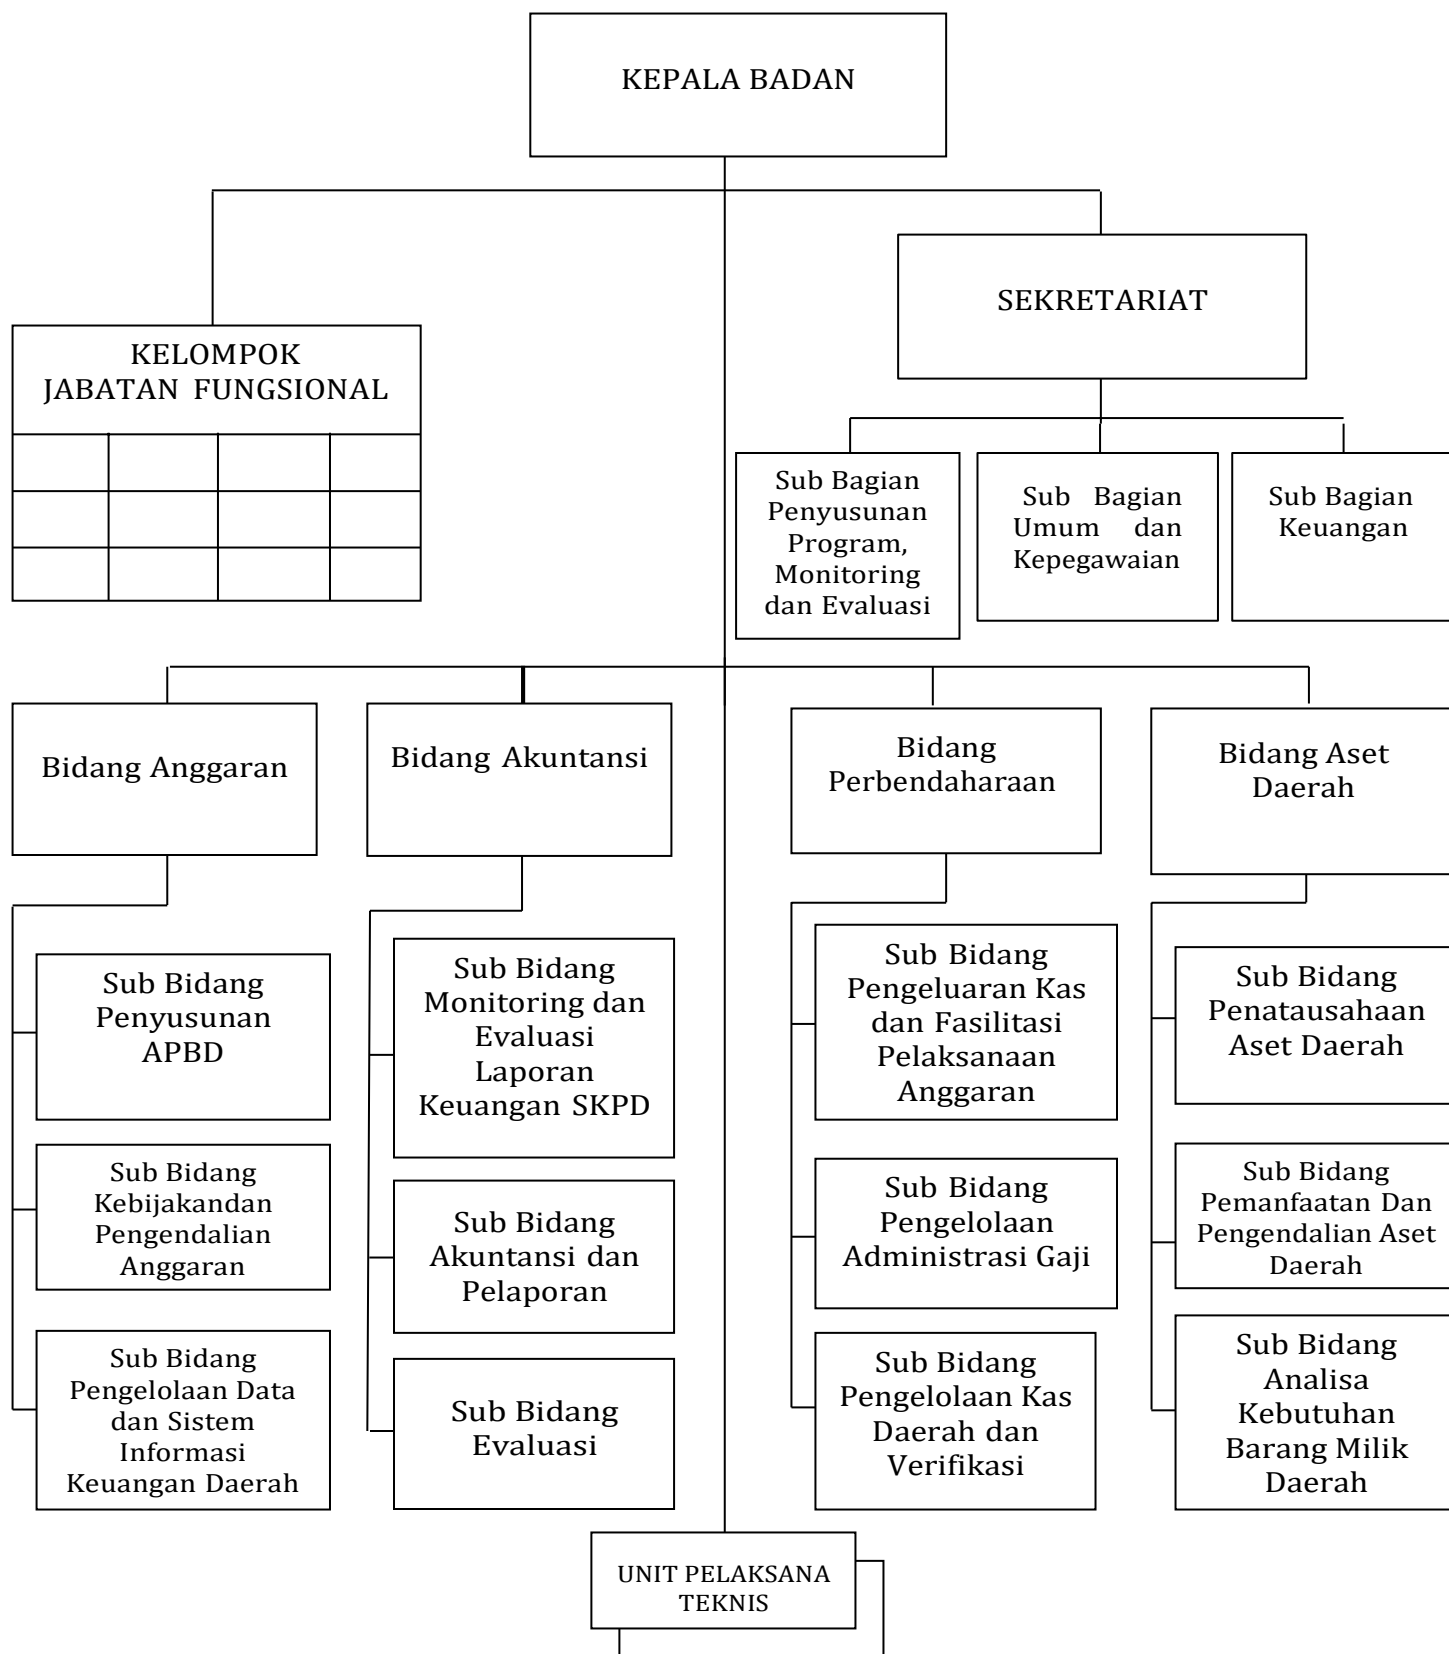 KEPALA BADAN
SEKRETARIAT
KELOMPOK
JABATAN FUNGSIONAL
Sub Bagian
Penyusunan
Program,
Monitoring
dan Evaluasi
Sub Bagian
Umum dan
Kepegawaian
Sub Bagian
Keuangan
Bidang Anggaran
Bidang Akuntansi
Bidang
Perbendaharaan
Bidang Aset
Daerah
Sub Bidang
Penyusunan
APBD
Sub Bidang
Kebijakandan
Pengendalian
Anggaran
Sub Bidang
Pengelolaan Data
dan Sistem
Informasi
Keuangan Daerah
Sub Bidang
Monitoring dan
Evaluasi
Laporan
Keuangan SKPD
Sub Bidang
Akuntansi dan
Pelaporan
Sub Bidang
Evaluasi
Sub Bidang
Pengeluaran Kas
dan Fasilitasi
Pelaksanaan
Anggaran
Sub Bidang
Pengelolaan
Administrasi Gaji
Sub Bidang
Pengelolaan Kas
Daerah dan
Verifikasi
Sub Bidang
Penatausahaan
Aset Daerah
Sub Bidang
Pemanfaatan Dan
Pengendalian Aset
Daerah
Sub Bidang
Analisa
Kebutuhan
Barang Milik
Daerah
UNIT PELAKSANA
TEKNIS